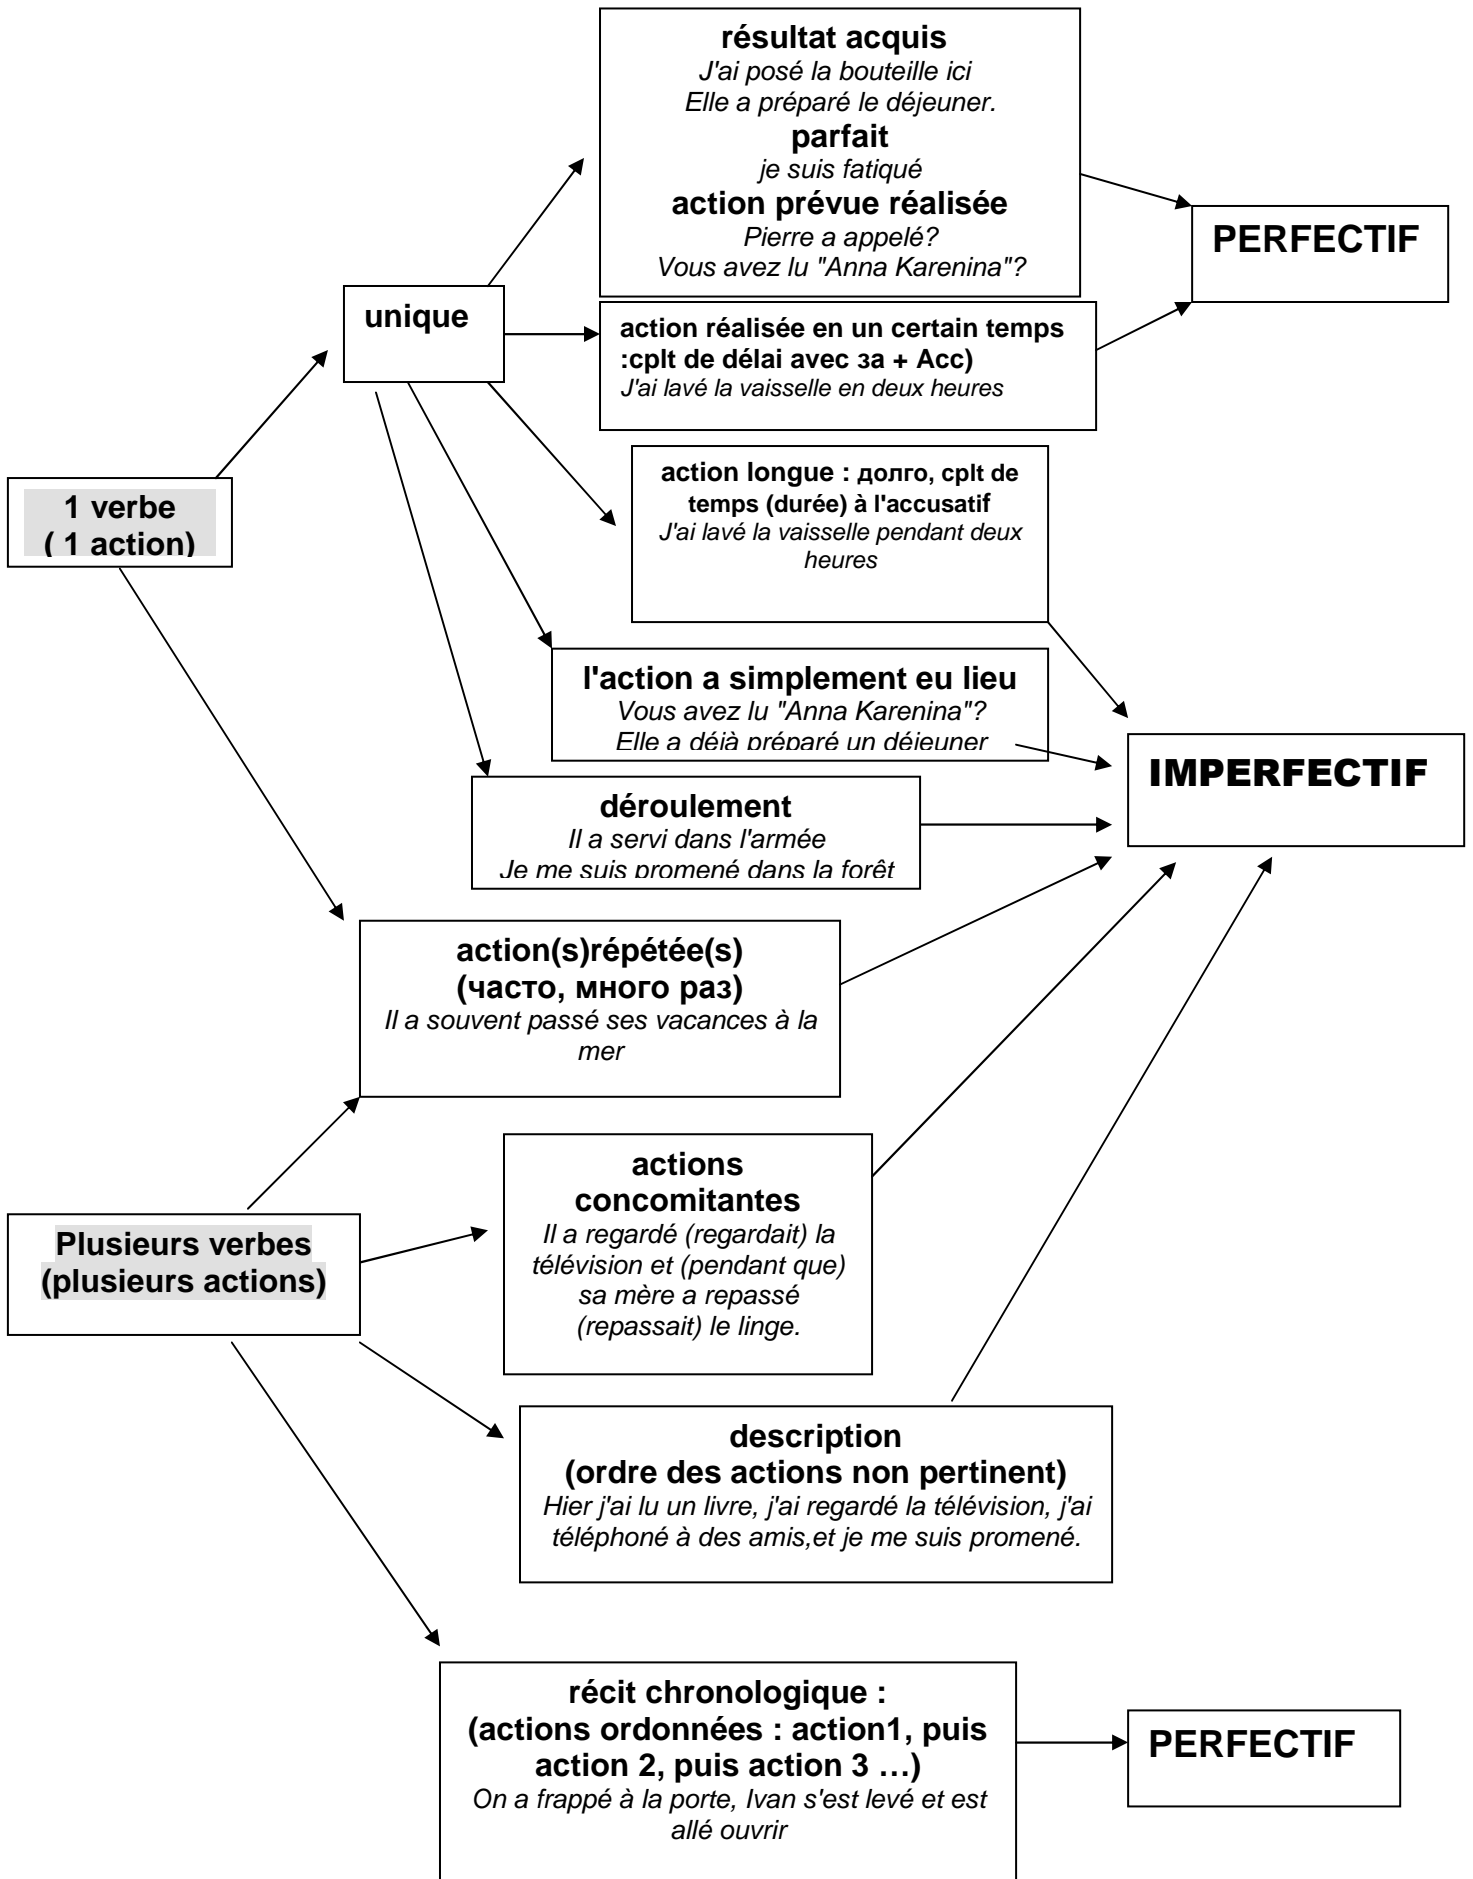 résultat acquis
J'ai posé la bouteille ici
Elle a préparé le déjeuner.
parfait
je suis fatiqué
action prévue réalisée
Pierre a appelé?
Vous avez lu "Anna Karenina"?
PERFECTIF
unique
action réalisée en un certain temps
:cplt de délai avec за + Acc)
J'ai lavé la vaisselle en deux heures
action longue : долго, cplt de
temps (durée) à l'accusatif
J'ai lavé la vaisselle pendant deux
heures
1 verbe
( 1 action)
l'action a simplement eu lieu
Vous avez lu "Anna Karenina"?
Elle a déjà préparé un déjeuner
IMPERFECTIF
déroulement
Il a servi dans l'armée
Je me suis promené dans la forêt
action(s)répétée(s)
(часто, много раз)
Il a souvent passé ses vacances à la
mer
actions
concomitantes
Il a regardé (regardait) la
télévision et (pendant que)
sa mère a repassé
(repassait) le linge.
Plusieurs verbes
(plusieurs actions)
description
(ordre des actions non pertinent)
Hier j'ai lu un livre, j'ai regardé la télévision, j'ai
téléphoné à des amis,et je me suis promené.
récit chronologique :
(actions ordonnées : action1, puis
action 2, puis action 3 …)
On a frappé à la porte, Ivan s'est levé et est
allé ouvrir
PERFECTIF